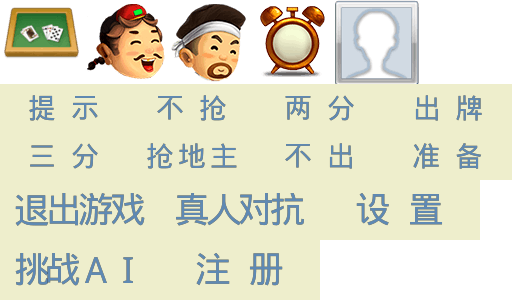 提示 不抢 两分 出牌
三分 抢地主 不出 准备
退出游戏 真人对抗 设置
挑战AI 注册